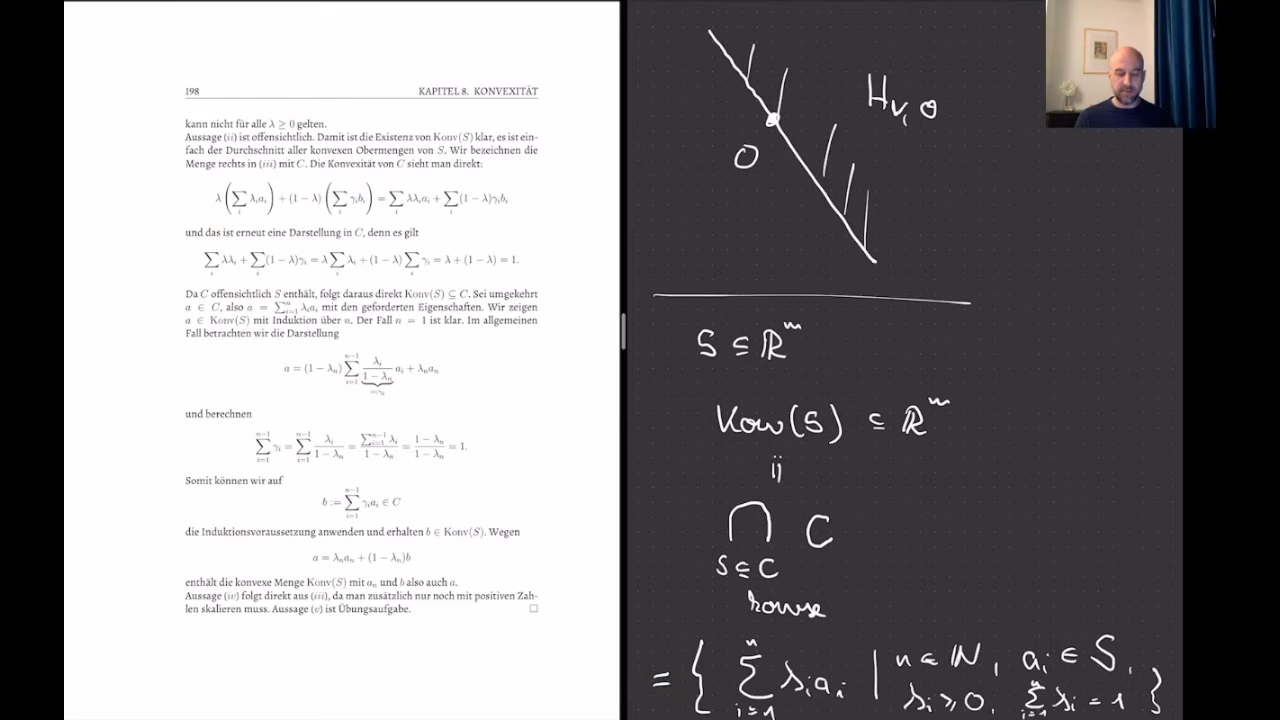 198 KAPITEL 8. KONVEXITÄT
kann nicht für alle λ ≥ 0 gelten.
Aussage (ii) ist offensichtlich. Damit ist die Existenz von Konv(S) klar, es ist ein-
fach der Durchschnitt aller konvexen Obermengen von S. Wir bezeichnen die
Menge rechts in (iii) mit C. Die Konvexität von C sieht man direkt:
λ (∑_i λ_i a_i) + (1 − λ) (∑_i γ_i b_i) = ∑_i λλ_i a_i + ∑_i (1 − λ)γ_i b_i
und das ist erneut eine Darstellung in C, denn es gilt
∑_i λλ_i + ∑_i (1 − λ)γ_i = λ ∑_i λ_i + (1 − λ) ∑_i γ_i = λ + (1 − λ) = 1.
Da C offensichtlich S enthält, folgt daraus direkt Konv(S) ⊆ C. Sei umgekehrt
a ∈ C, also a = ∑_{i=1}^n λ_i a_i mit den geforderten Eigenschaften. Wir zeigen
a ∈ Konv(S) mit Induktion über n. Der Fall n = 1 ist klar. Im allgemeinen
Fall betrachten wir die Darstellung
a = (1 − λ_n) ∑_{i=1}^{n−1} λ_i/(1 − λ_n) a_i + λ_n a_n
=:γ_i
und berechnen
∑_{i=1}^{n−1} γ_i = ∑_{i=1}^{n−1} λ_i/(1 − λ_n) = (∑_{i=1}^{n−1} λ_i)/(1 − λ_n) = (1 − λ_n)/(1 − λ_n) = 1.
Somit können wir auf
b := ∑_{i=1}^{n−1} γ_i a_i ∈ C
die Induktionsvoraussetzung anwenden und erhalten b ∈ Konv(S). Wegen
a = λ_n a_n + (1 − λ_n)b
enthält die konvexe Menge Konv(S) mit a_n und b also auch a.
Aussage (iv) folgt direkt aus (iii), da man zusätzlich nur noch mit positiven Zah-
len skalieren muss. Aussage (v) ist Übungsaufgabe. □
H_{v,0}
0
S ⊆ ℝ^m
Konv(S) ⊆ ℝ^m
∩ C
S ⊆ C
konvex
= { ∑_{i=1}^n λ_i a_i | n ∈ ℕ, a_i ∈ S,
λ_i ≥ 0, ∑_{i=1}^n λ_i = 1 }